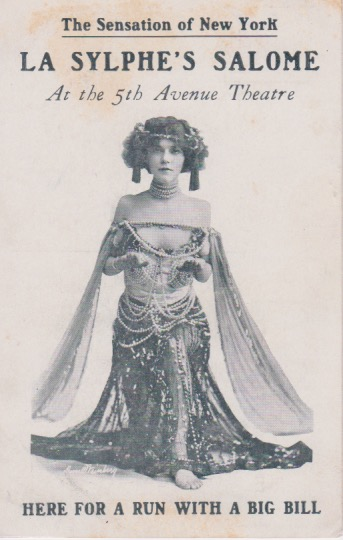 The Sensation of New York
LA SYLPHE'S SALOME
At the 5th Avenue Theatre
HERE FOR A RUN WITH A BIG BILL